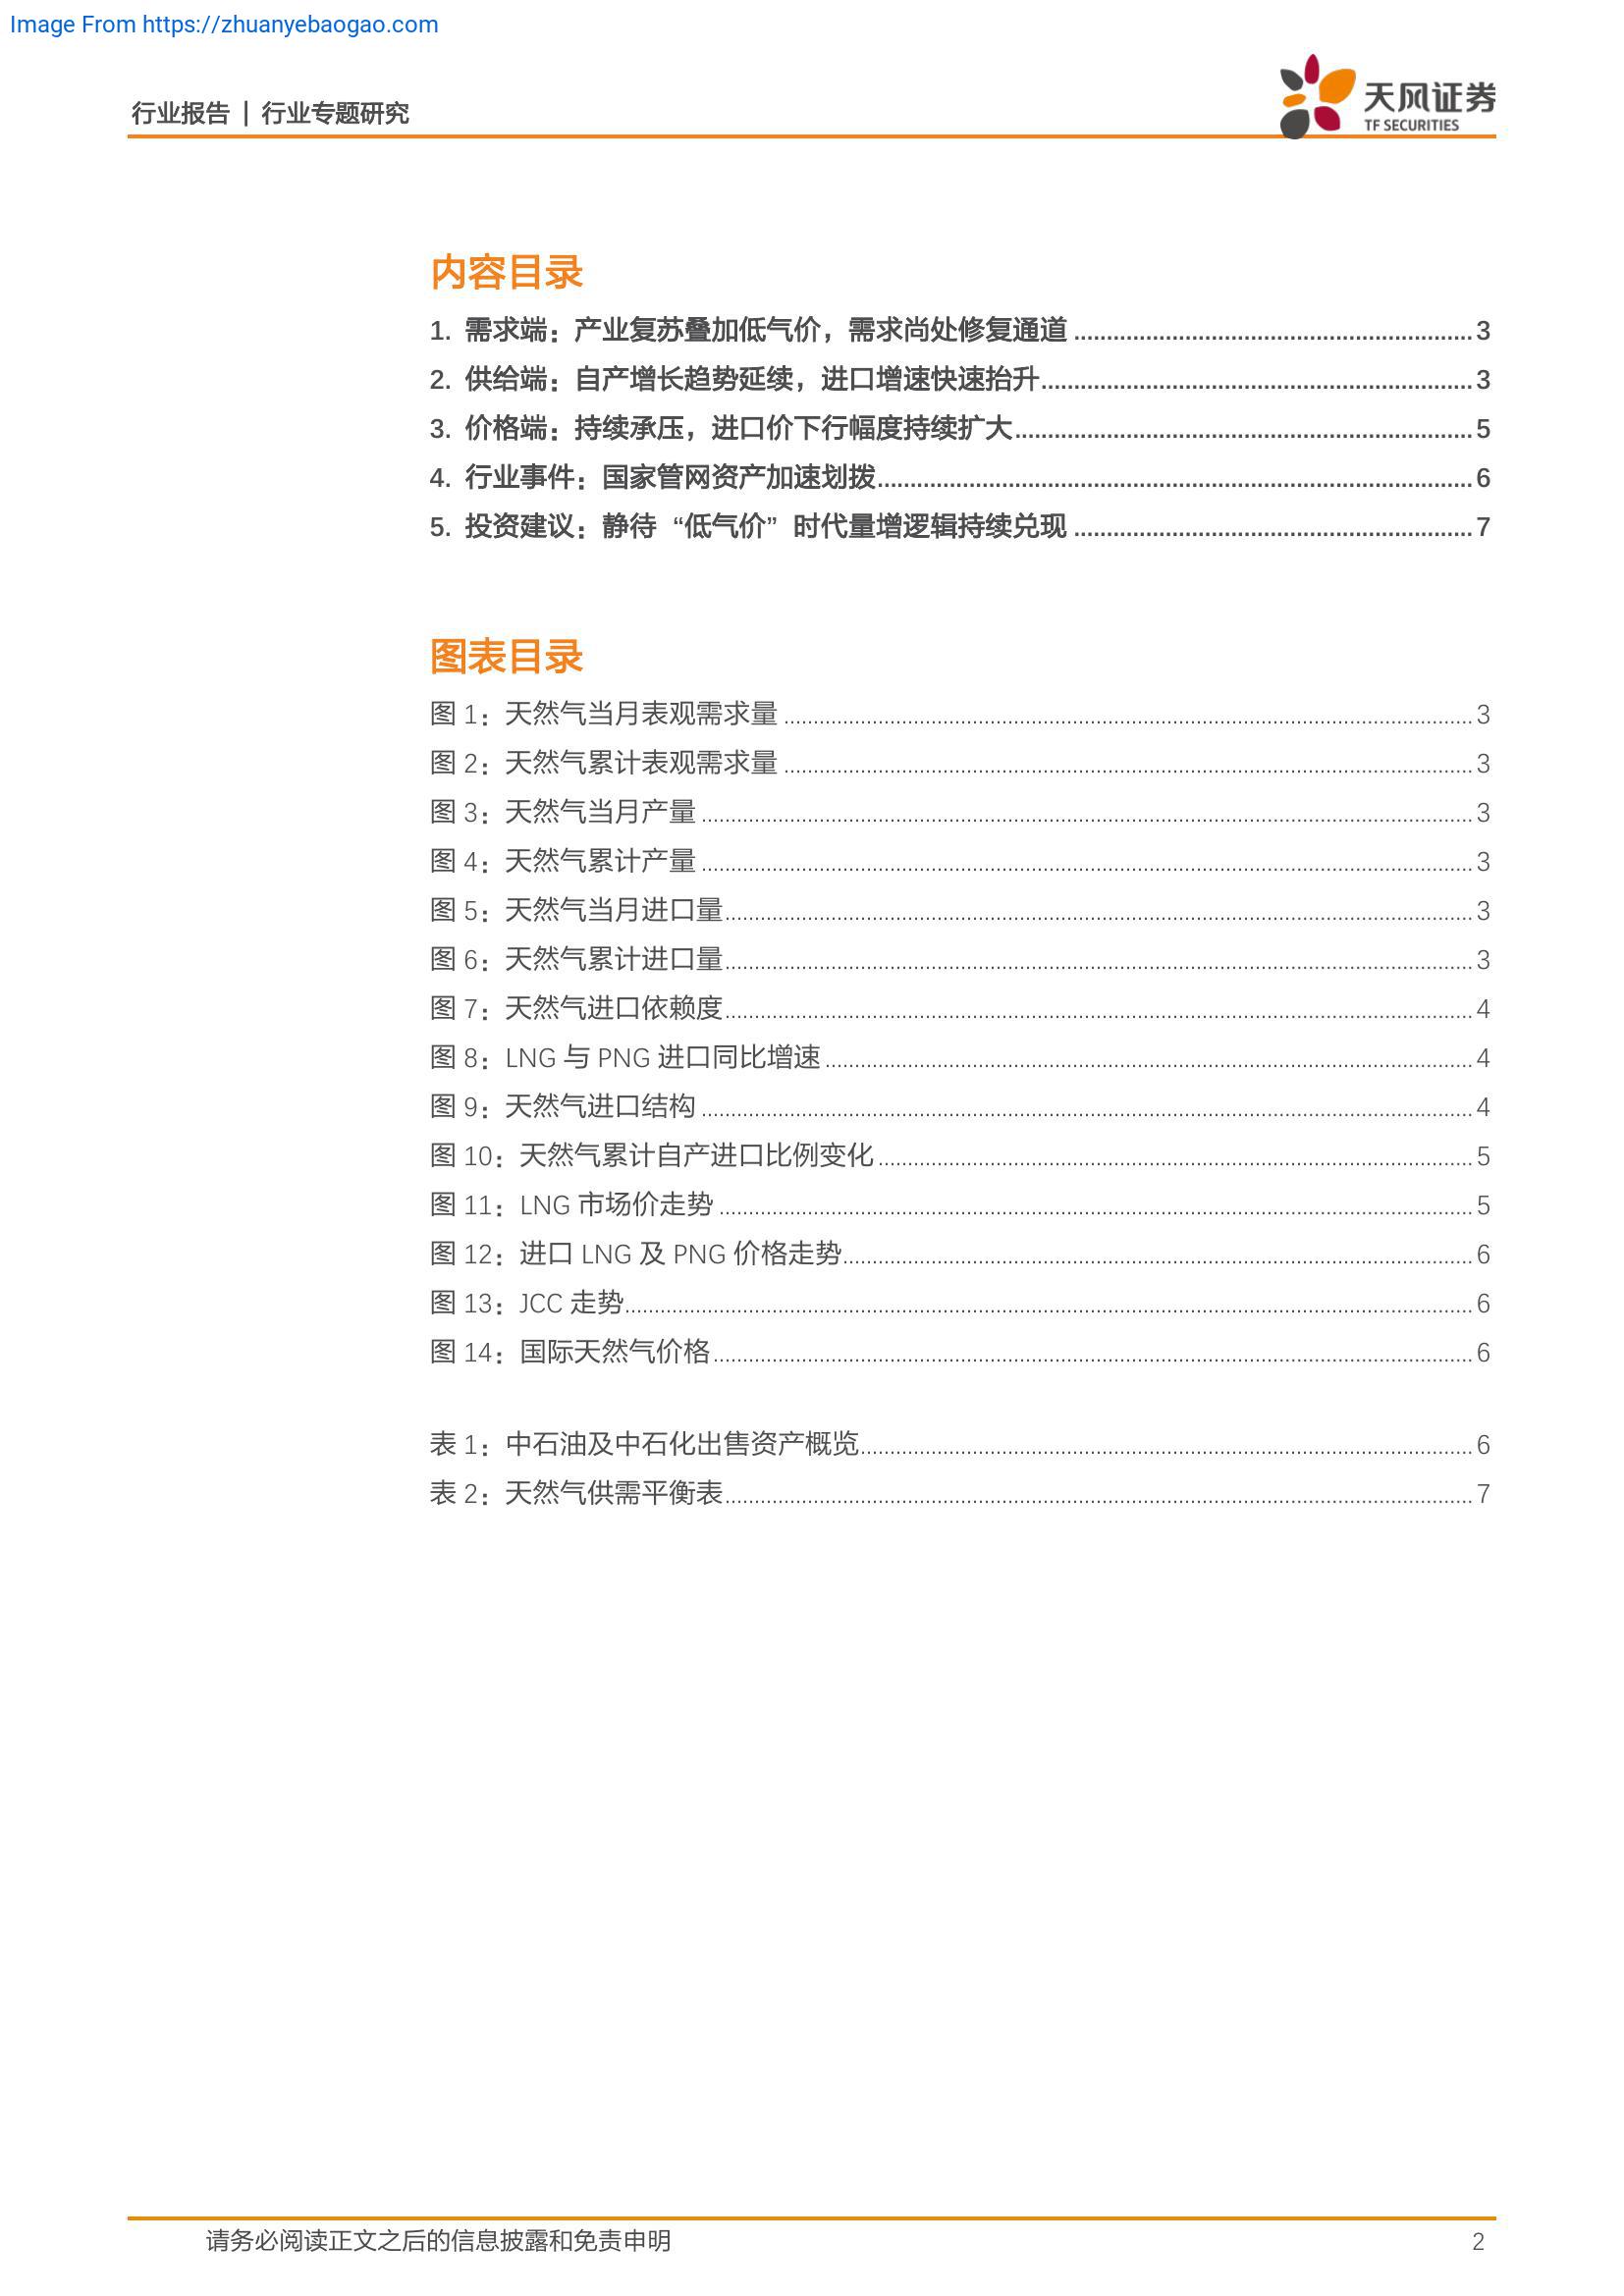 Image From https://zhuanyebaogao.com
行业报告 | 行业专题研究
天风证券
TF SECURITIES
内容目录
1. 需求端：产业复苏叠加低气价，需求尚处修复通道 ............................................................ 3
2. 供给端：自产增长趋势延续，进口增速快速抬升................................................................. 3
3. 价格端：持续承压，进口价下行幅度持续扩大..................................................................... 5
4. 行业事件：国家管网资产加速划拨.......................................................................................... 6
5. 投资建议：静待“低气价”时代量增逻辑持续兑现 ............................................................ 7
图表目录
图 1：天然气当月表观需求量 ..................................................................................................................... 3
图 2：天然气累计表观需求量 ..................................................................................................................... 3
图 3：天然气当月产量 ................................................................................................................................... 3
图 4：天然气累计产量 ................................................................................................................................... 3
图 5：天然气当月进口量............................................................................................................................... 3
图 6：天然气累计进口量............................................................................................................................... 3
图 7：天然气进口依赖度............................................................................................................................... 4
图 8：LNG 与 PNG 进口同比增速 .............................................................................................................. 4
图 9：天然气进口结构 ................................................................................................................................... 4
图 10：天然气累计自产进口比例变化 ..................................................................................................... 5
图 11：LNG 市场价走势 ................................................................................................................................ 5
图 12：进口 LNG 及 PNG 价格走势........................................................................................................... 6
图 13：JCC 走势................................................................................................................................................ 6
图 14：国际天然气价格................................................................................................................................. 6
表 1：中石油及中石化出售资产概览........................................................................................................ 6
表 2：天然气供需平衡表............................................................................................................................... 7
请务必阅读正文之后的信息披露和免责申明
2